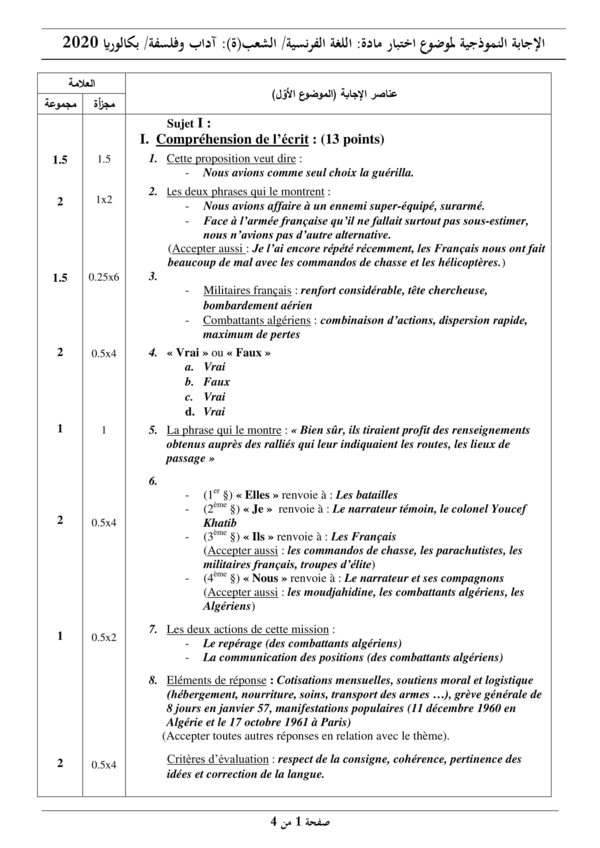 الإجابة النموذجية لموضوع اختبار مادة: اللغة الفرنسية/ الشعب(ة): آداب وفلسفة/ بكالوريا 2020
العلامة
عناصر الإجابة (الموضوع الأوّل)
مجموعة
مجزأة
Sujet I :
I. Compréhension de l'écrit : (13 points)
1.5
1.5
1. Cette proposition veut dire :
- Nous avions comme seul choix la guérilla.
2
1x2
2. Les deux phrases qui le montrent :
- Nous avions affaire à un ennemi super-équipé, surarmé.
- Face à l'armée française qu'il ne fallait surtout pas sous-estimer,
nous n'avions pas d'autre alternative.
(Accepter aussi : Je l'ai encore répété récemment, les Français nous ont fait
beaucoup de mal avec les commandos de chasse et les hélicoptères.)
1.5
0.25x6
3.
- Militaires français : renfort considérable, tête chercheuse,
bombardement aérien
- Combattants algériens : combinaison d'actions, dispersion rapide,
maximum de pertes
2
0.5x4
4. « Vrai » ou « Faux »
a. Vrai
b. Faux
c. Vrai
d. Vrai
1
1
5. La phrase qui le montre : « Bien sûr, ils tiraient profit des renseignements
obtenus auprès des ralliés qui leur indiquaient les routes, les lieux de
passage »
6.
- (1er §) « Elles » renvoie à : Les batailles
- (2ème §) « Je » renvoie à : Le narrateur témoin, le colonel Youcef
Khatib
2
0.5x4
- (3ème §) « Ils » renvoie à : Les Français
(Accepter aussi : les commandos de chasse, les parachutistes, les
militaires français, troupes d'élite)
- (4ème §) « Nous » renvoie à : Le narrateur et ses compagnons
(Accepter aussi : les moudjahidine, les combattants algériens, les
Algériens)
1
0.5x2
7. Les deux actions de cette mission :
- Le repérage (des combattants algériens)
- La communication des positions (des combattants algériens)
8. Eléments de réponse : Cotisations mensuelles, soutiens moral et logistique
(hébergement, nourriture, soins, transport des armes …), grève générale de
8 jours en janvier 57, manifestations populaires (11 décembre 1960 en
Algérie et le 17 octobre 1961 à Paris)
(Accepter toutes autres réponses en relation avec le thème).
2
0.5x4
Critères d'évaluation : respect de la consigne, cohérence, pertinence des
idées et correction de la langue.
صفحة 1 من 4